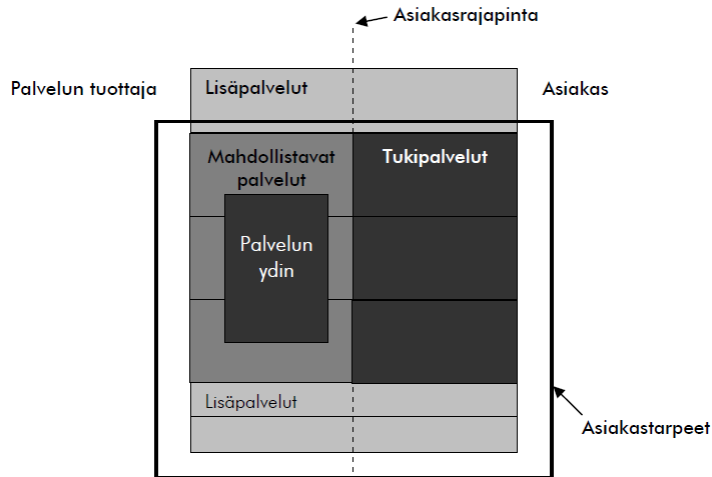 Asiakasrajapinta
Palvelun tuottaja
Lisäpalvelut
Asiakas
Mahdollistavat
palvelut
Tukipalvelut
Palvelun
ydin
Lisäpalvelut
Asiakastarpeet